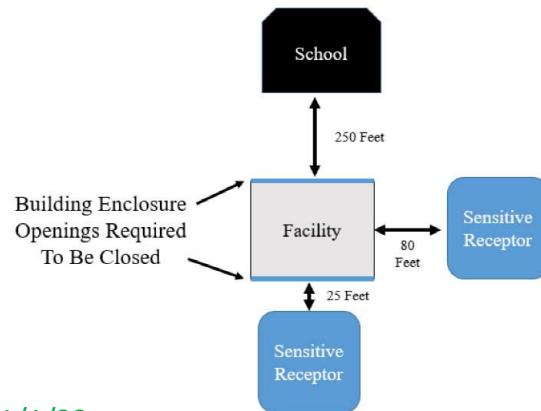 School
250 Feet
Building Enclosure
Openings Required
To Be Closed
Facility
80
Feet
Sensitive
Receptor
25 Feet
Sensitive
Receptor